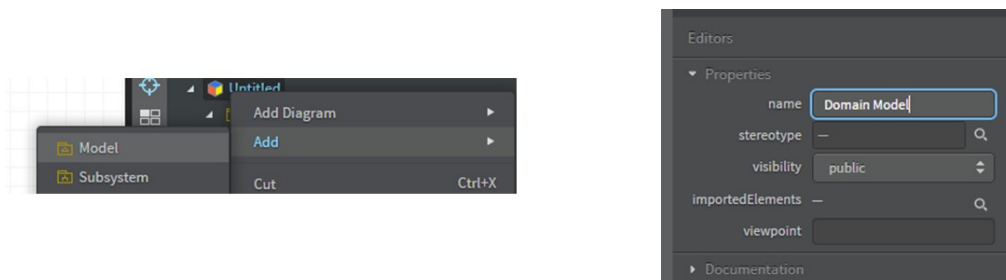 Untitled
Add Diagram
Add
Cut Ctrl+X
Model
Subsystem
Editors
Properties
name Domain Model
stereotype —
visibility public
importedElements —
viewpoint
Documentation